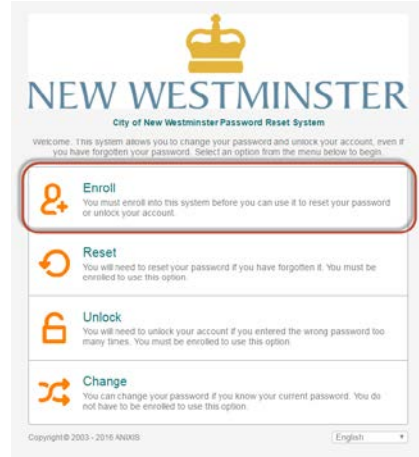 NEW WESTMINSTER
City of New Westminster Password Reset System
Welcome. This system allows you to change your password and unlock your account, even if
you have forgotten your password. Select an option from the menu below to begin.
Enroll
You must enroll into this system before you can use it to reset your password
or unlock your account.
Reset
You will need to reset your password if you have forgotten it. You must be
enrolled to use this option.
Unlock
You will need to unlock your account if you entered the wrong password too
many times. You must be enrolled to use this option.
Change
You can change your password if you know your current password. You do
not have to be enrolled to use this option.
Copyright © 2003 - 2016 ANIXIS
English